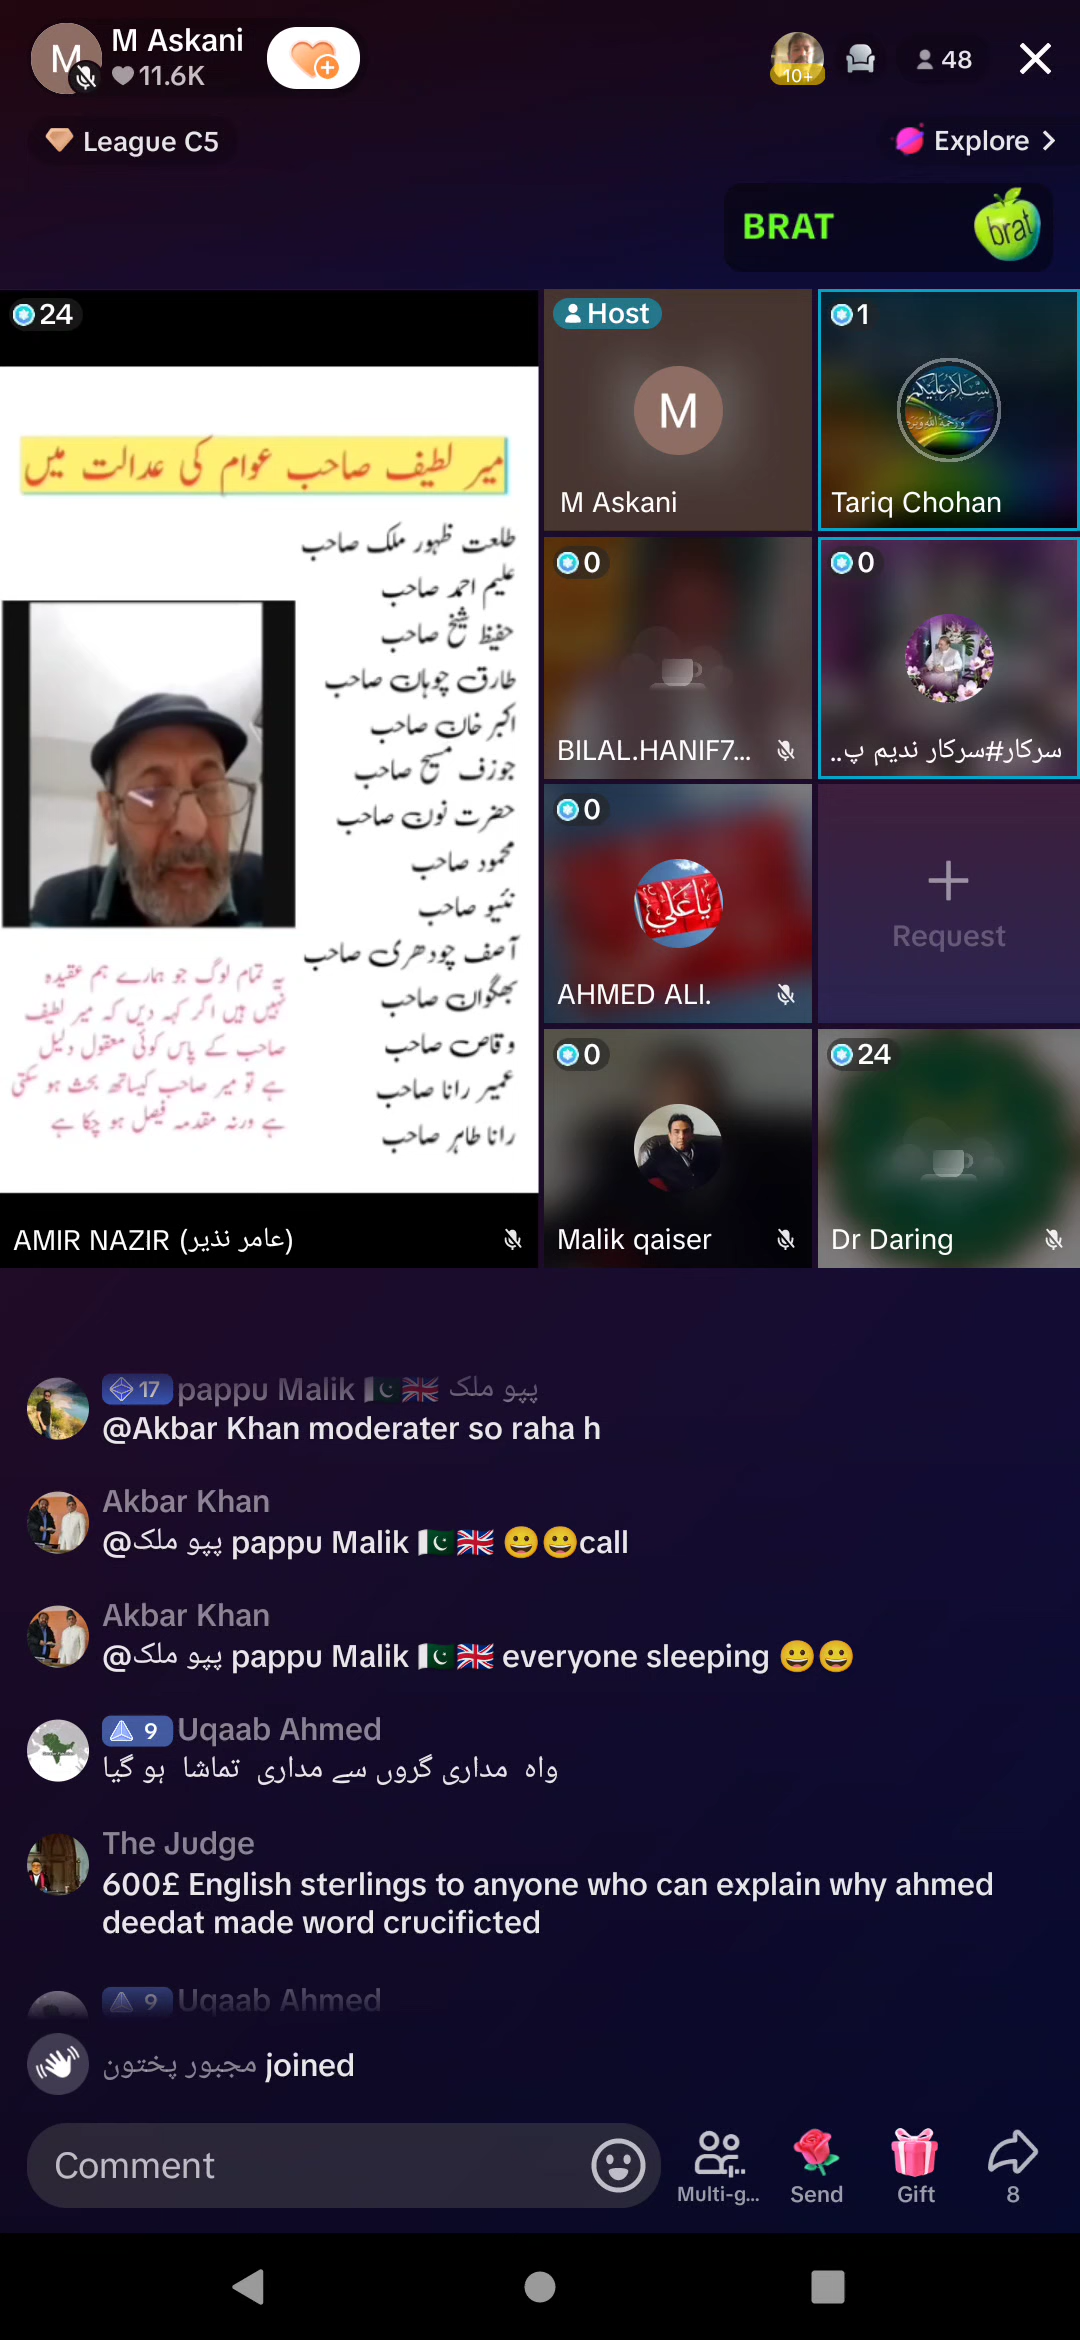 M
M Askani
11.6K
10+
48
League C5
Explore
BRAT
brat
24
میر لطیف صاحب عوام کی عدالت میں
طلعت ظہور ملک صاحب
علیم احمد صاحب
حفیظ شیخ صاحب
طارق چوہان صاحب
اکبر خان صاحب
جوزف مسیح صاحب
حضرت نون صاحب
محمود صاحب
ننیو صاحب
آصف چودھری صاحب
بھگوان صاحب
وقاص صاحب
عمیر رانا صاحب
رانا طاہر صاحب
یہ تمام لوگ جو ہمارے ہم عقیدہ
نہیں ہیں اگر کہہ دیں کہ میر لطیف
صاحب کے پاس کوئی معقول دلیل
ہے تو میر صاحب کیساتھ بحث ہو سکتی
ہے ورنہ مقدمہ فیصل ہو چکا ہے
AMIR NAZIR (عامر نذیر)
Host
M
M Askani
1
Tariq Chohan
0
BILAL.HANIF7...
0
سرکار#سرکار ندیم پ..
0
یا علي
AHMED ALI.
Request
0
Malik qaiser
24
Dr Daring
17 pappu Malik 🇵🇰🇬🇧 پپو ملک
@Akbar Khan moderater so raha h
Akbar Khan
@پپو ملک pappu Malik 🇵🇰🇬🇧 😀😀call
Akbar Khan
@پپو ملک pappu Malik 🇵🇰🇬🇧 everyone sleeping 😀😀
9 Uqaab Ahmed
واہ مداری گروں سے مداری تماشا ہو گیا
The Judge
600£ English sterlings to anyone who can explain why ahmed
deedat made word crucificted
9 Uqaab Ahmed
مجبور پختون joined
Comment
Multi-g...
Send
Gift
8